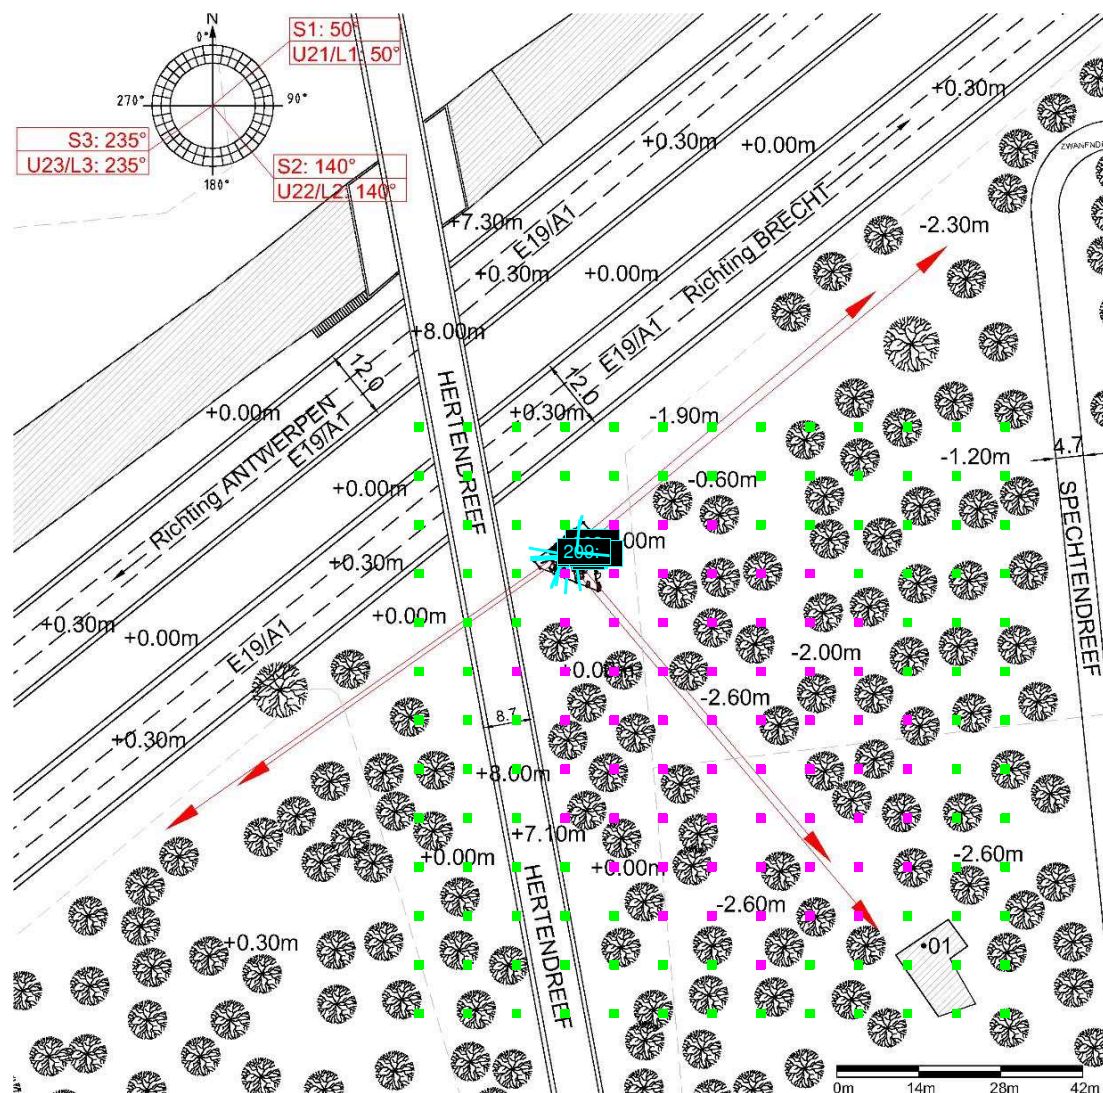 N
0°
90°
180°
270°
S1: 50°
U21/L1: 50°
S3: 235°
U23/L3: 235°
S2: 140°
U22/L2: 140°
+0.30m
+0.30m
+0.00m
ZWANENDR
+7.30m
E19/A1
Richting BRECHT
-2.30m
+0.30m
+0.00m
+8.00m
E19/A1
12.0
12.0
HERTENDREEF
+0.00m
+0.30m
-1.90m
Richting ANTWERPEN
E19/A1
4.7
-1.20m
-0.60m
+0.00m
SPECHTENDREEF
00m
209:
+0.30m
+0.00m
+0.30m
+0.00m
E19/A1
-2.00m
+0.00m
-2.60m
8.7
+0.30m
+8.00m
+7.10m
+0.00m
+0.00m
-2.60m
HERTENDREEF
-2.60m
+0.30m
01
0m
14m
28m
42m